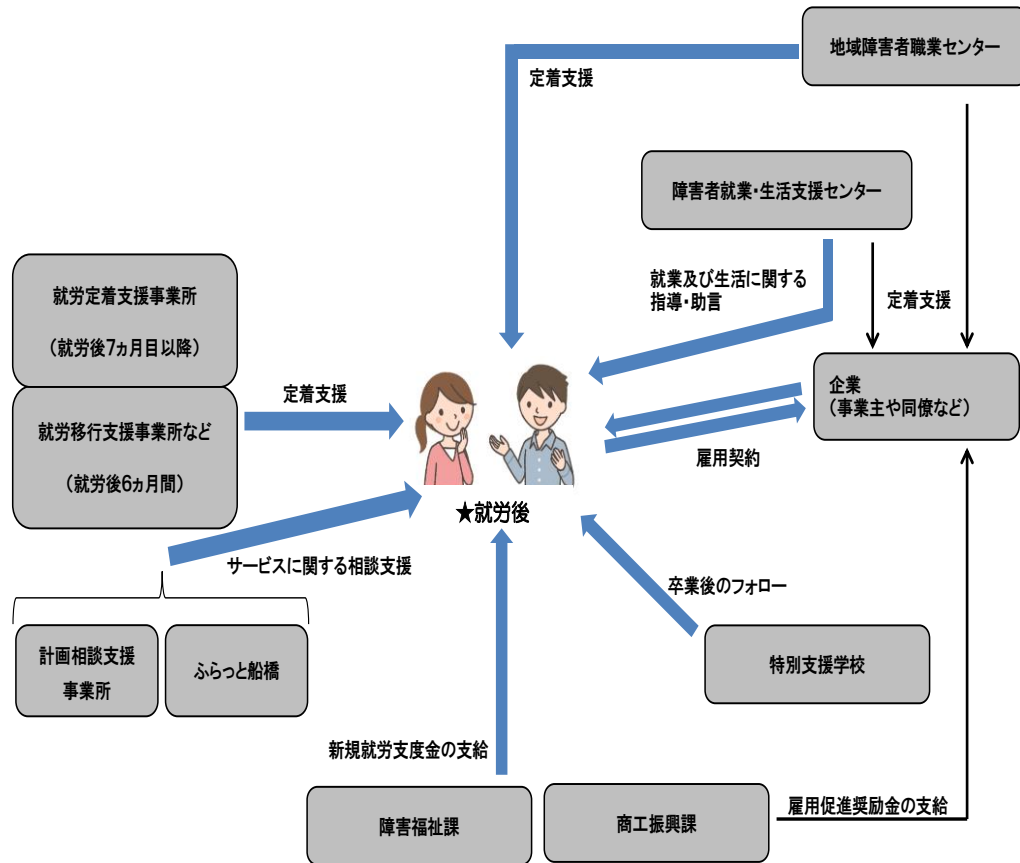 地域障害者職業センター
定着支援
障害者就業・生活支援センター
就業及び生活に関する
指導・助言
定着支援
就労定着支援事業所
（就労後7ヵ月目以降）
就労移行支援事業所など
（就労後6ヵ月間）
定着支援
企業
（事業主や同僚など）
雇用契約
★就労後
サービスに関する相談支援
卒業後のフォロー
計画相談支援
事業所
ふらっと船橋
特別支援学校
新規就労支度金の支給
障害福祉課
商工振興課
雇用促進奨励金の支給